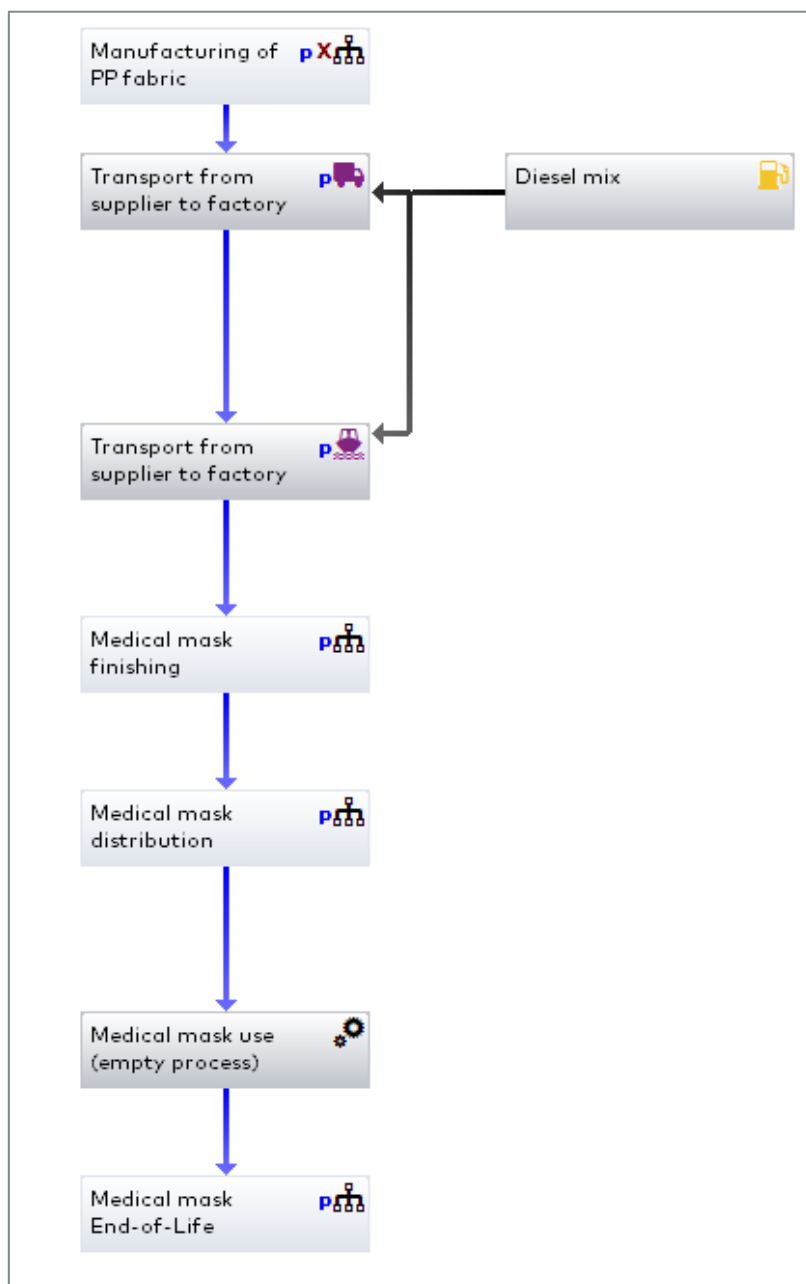 Manufacturing of p X
PP fabric
Transport from p
supplier to factory
Diesel mix
Transport from p
supplier to factory
Medical mask p
finishing
Medical mask p
distribution
Medical mask use
(empty process)
Medical mask p
End-of-Life